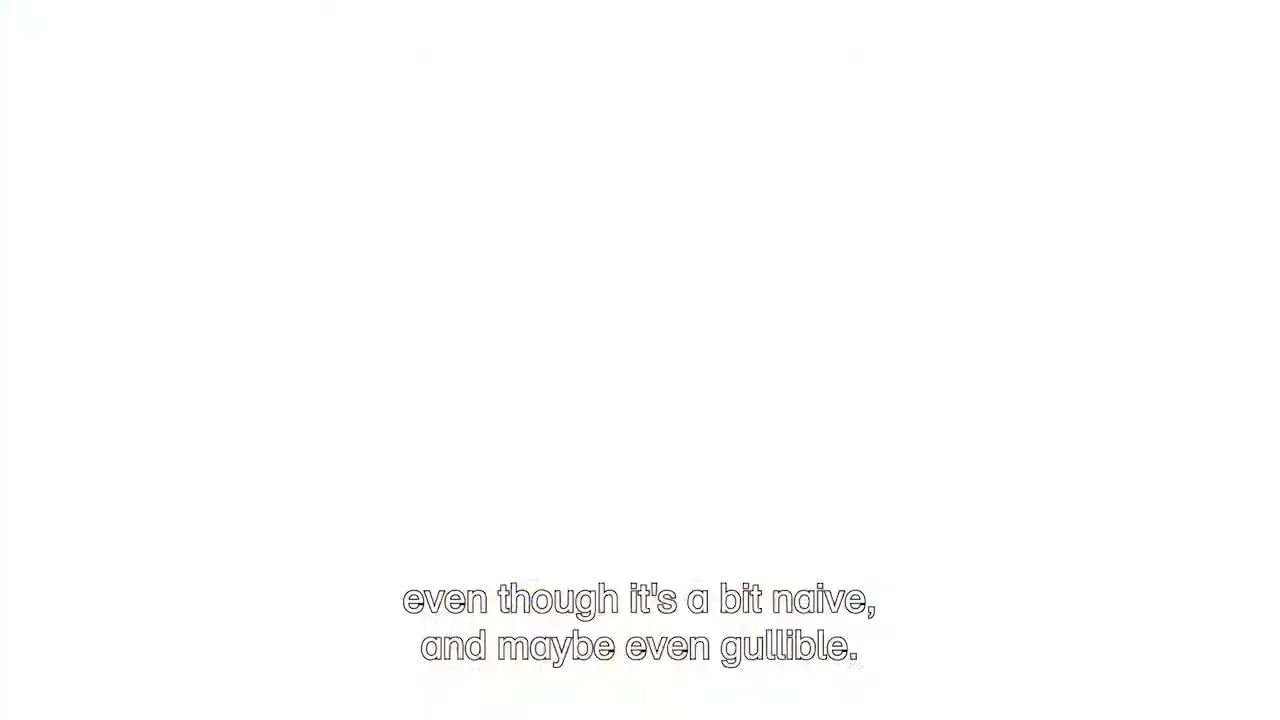 even though it's a bit naive,
and maybe even gullible.